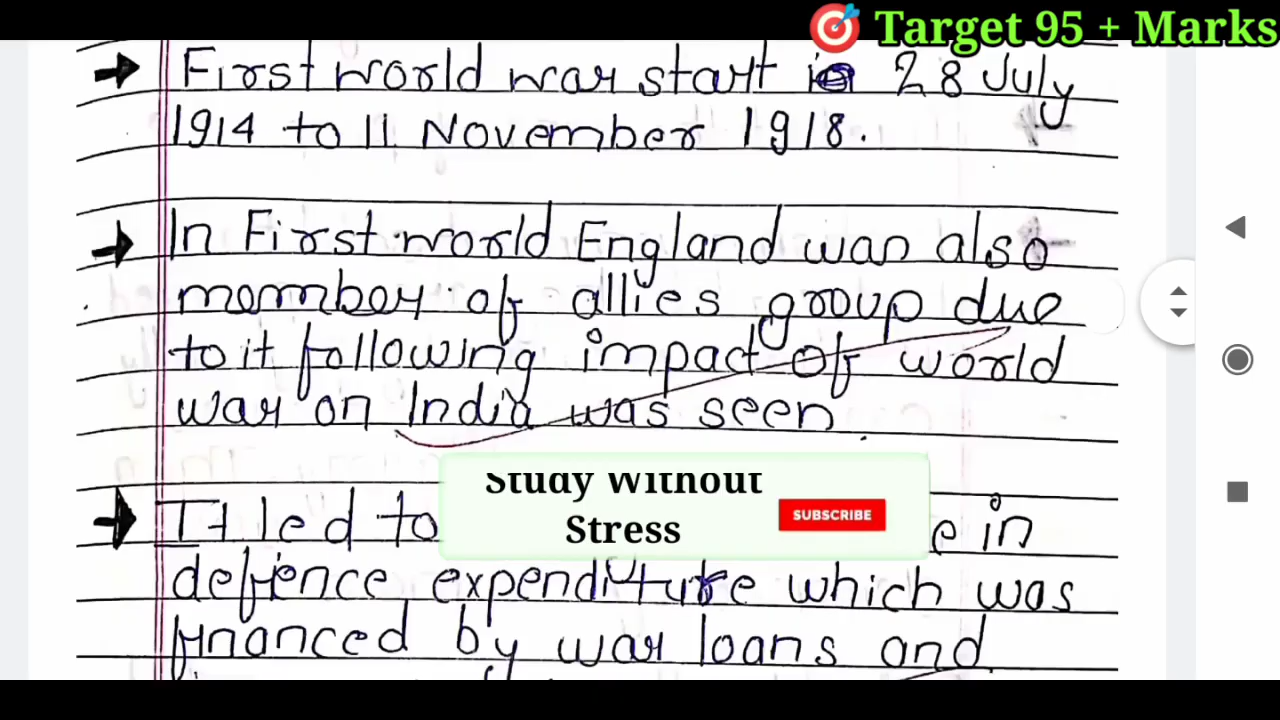 🎯 Target 95 + Marks
→ First world war start 28 July
1914 to 11 November 1918.
→ In First world England was also
member of allies group due
to it following impact of world
war on India was seen.
Study Without
Stress
SUBSCRIBE
→ It led to e in
defence expenditure which was
financed by war loans and